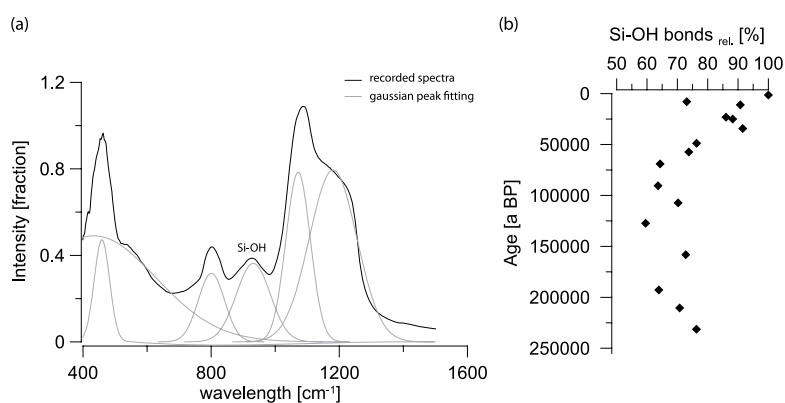 (a)
recorded spectra
gaussian peak fitting
1.2
0.8
0.4
0
Intensity [fraction]
Si-OH
400
800
1200
1600
wavelength [cm-1]
(b)
Si-OH bonds rel. [%]
50 60 70 80 90 100
0
50000
100000
150000
200000
250000
Age [a BP]